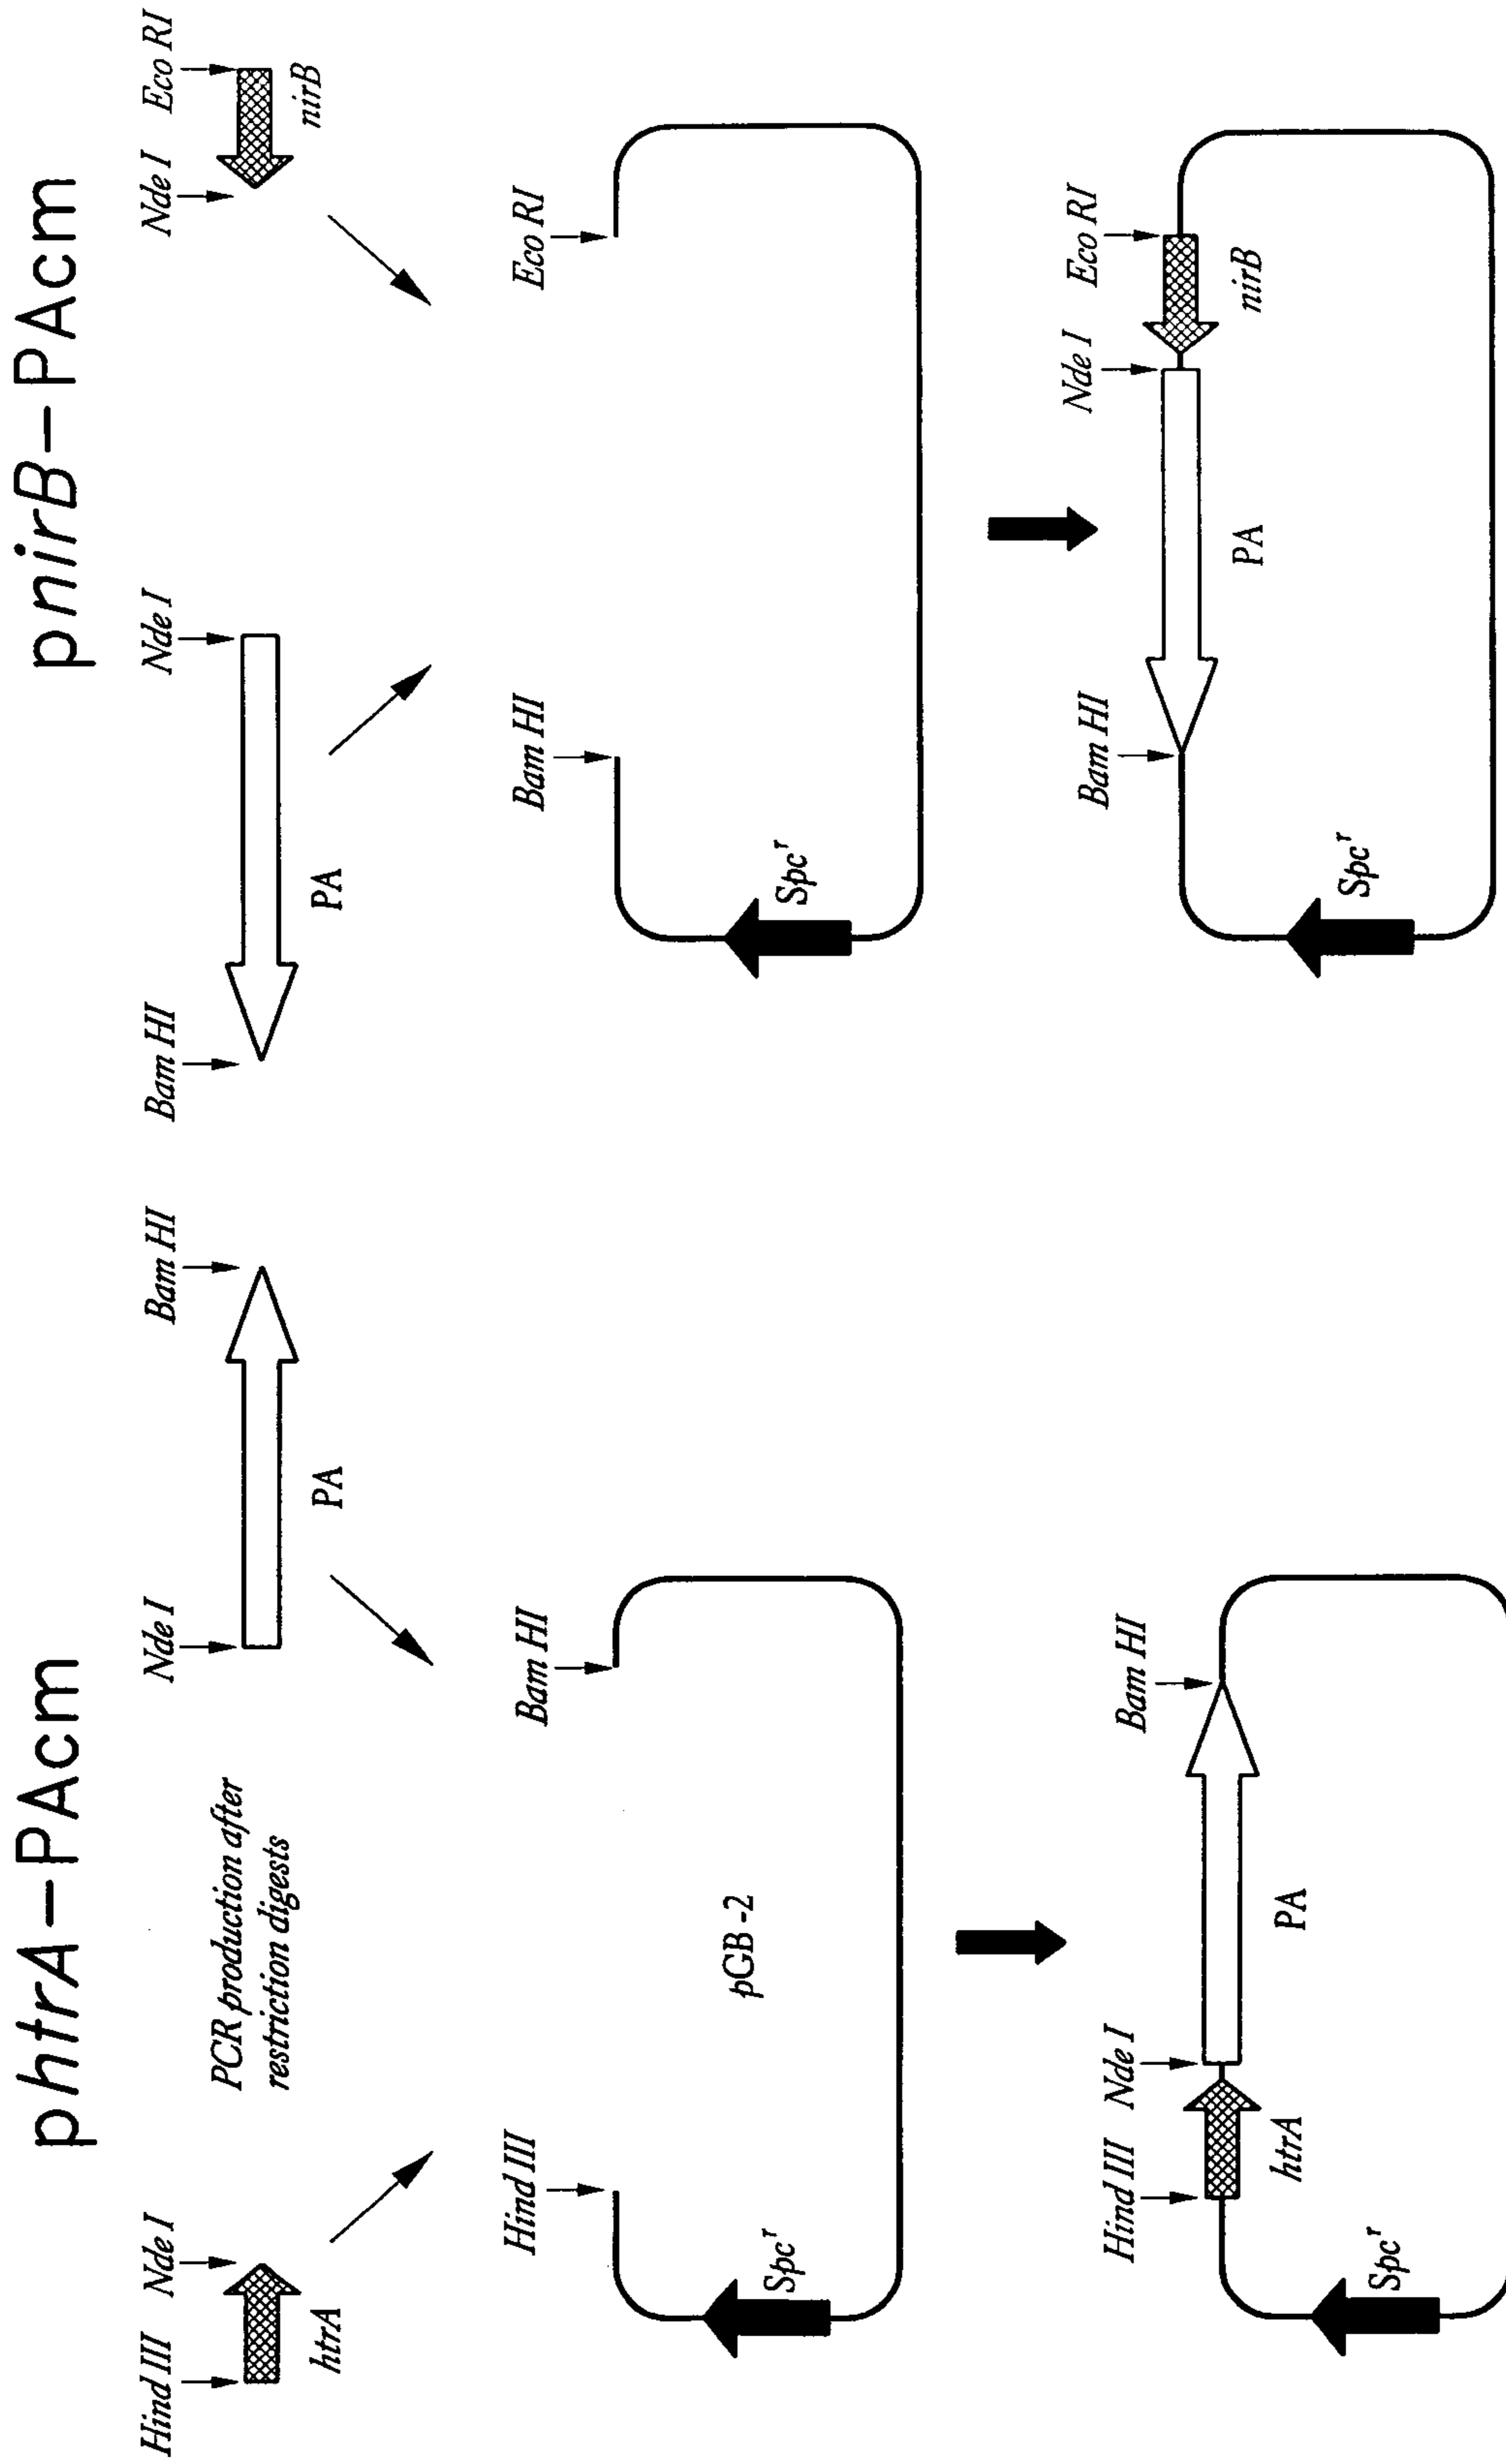 phtrA-PAcm
Hind III Nde I
htrA
PCR production after
restriction digests
Nde I
Bam HI
PA
Hind III
Bam HI
pGB-2
Spcʳ
Hind III Nde I
Bam HI
htrA
PA
Spcʳ
pnirB-PAcm
Bam HI
Nde I
PA
Nde I Eco RI
nirB
Bam HI
Eco RI
Spcʳ
Bam HI
Nde I Eco RI
PA
nirB
Spcʳ